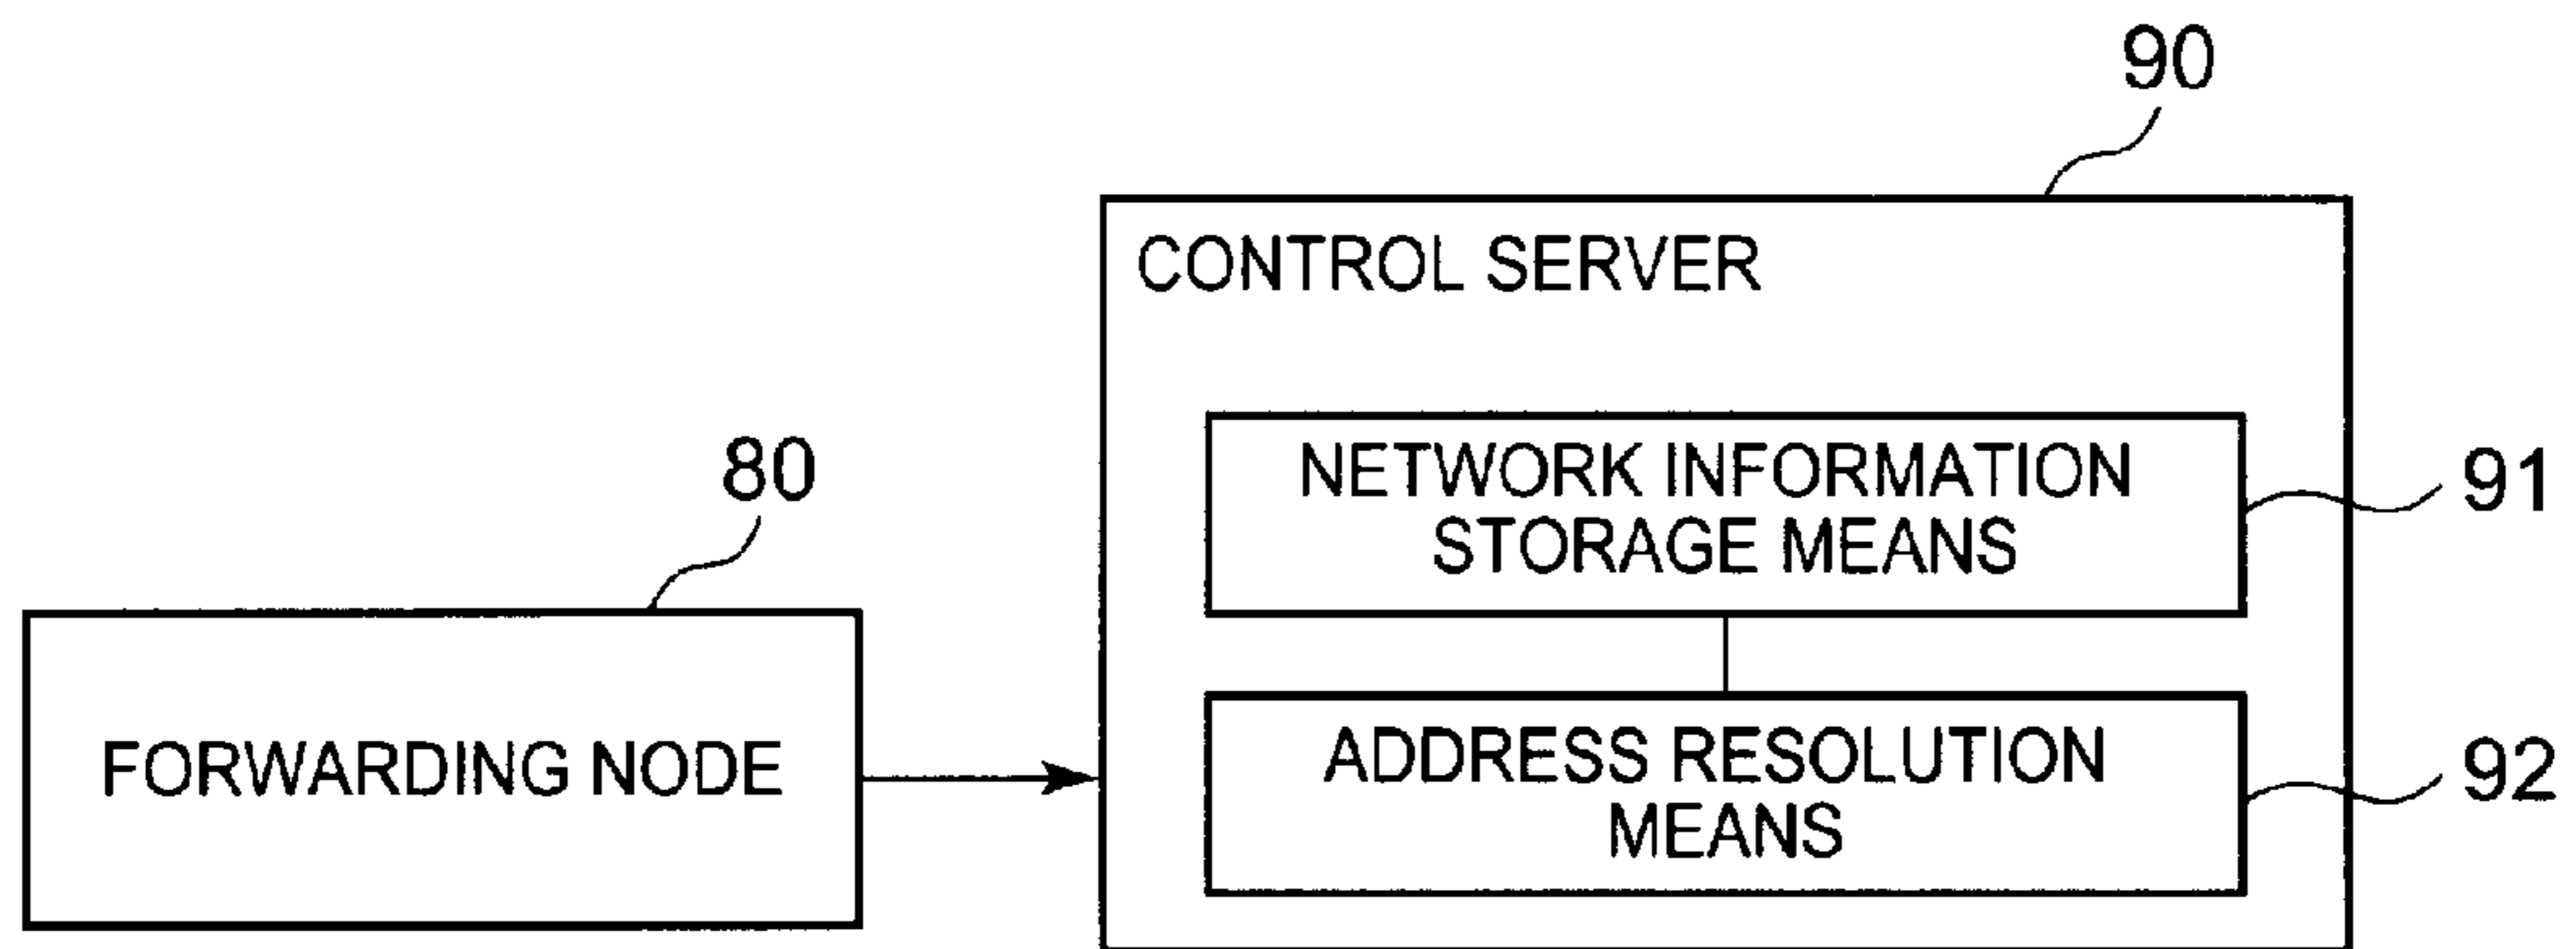 90
CONTROL SERVER
NETWORK INFORMATION
STORAGE MEANS
91
80
FORWARDING NODE
ADDRESS RESOLUTION
MEANS
92